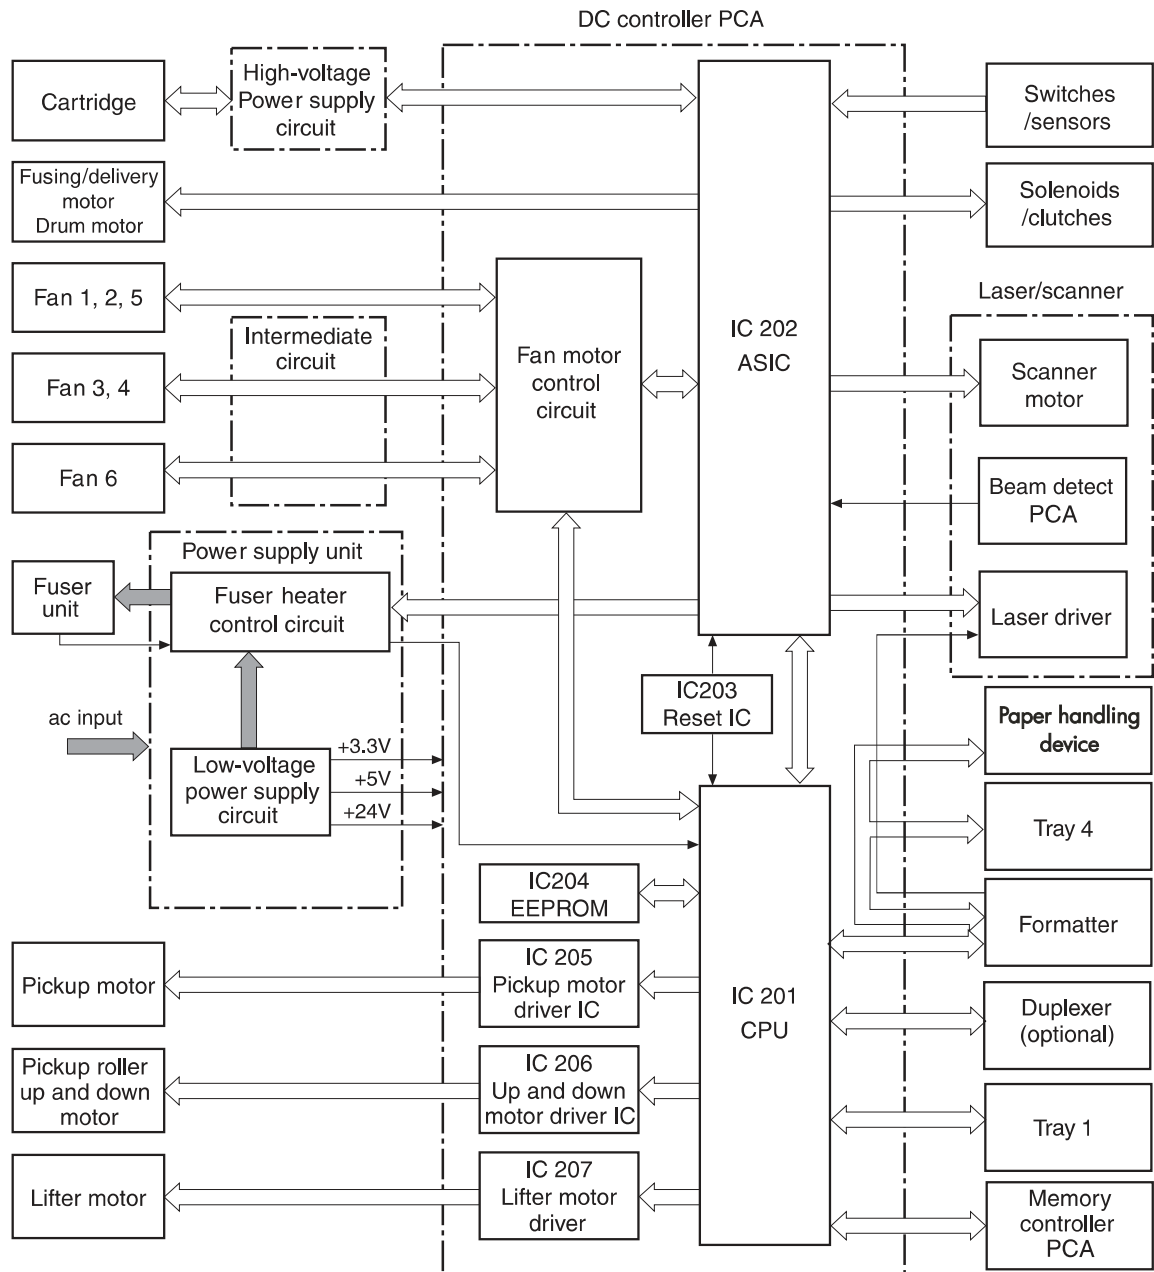 DC controller PCA
Cartridge
High-voltage
Power supply
circuit
Switches
/sensors
Fusing/delivery
motor
Drum motor
Solenoids
/clutches
Fan 1, 2, 5
Intermediate
circuit
Fan 3, 4
Fan 6
Fan motor
control
circuit
IC 202
ASIC
Laser/scanner
Scanner
motor
Beam detect
PCA
Laser driver
Power supply unit
Fuser
unit
Fuser heater
control circuit
ac input
Low-voltage
power supply
circuit
+3.3V
+5V
+24V
IC203
Reset IC
Paper handling
device
Tray 4
Formatter
IC204
EEPROM
IC 205
Pickup motor
driver IC
Pickup motor
IC 201
CPU
Duplexer
(optional)
Pickup roller
up and down
motor
IC 206
Up and down
motor driver IC
Tray 1
Lifter motor
IC 207
Lifter motor
driver
Memory
controller
PCA